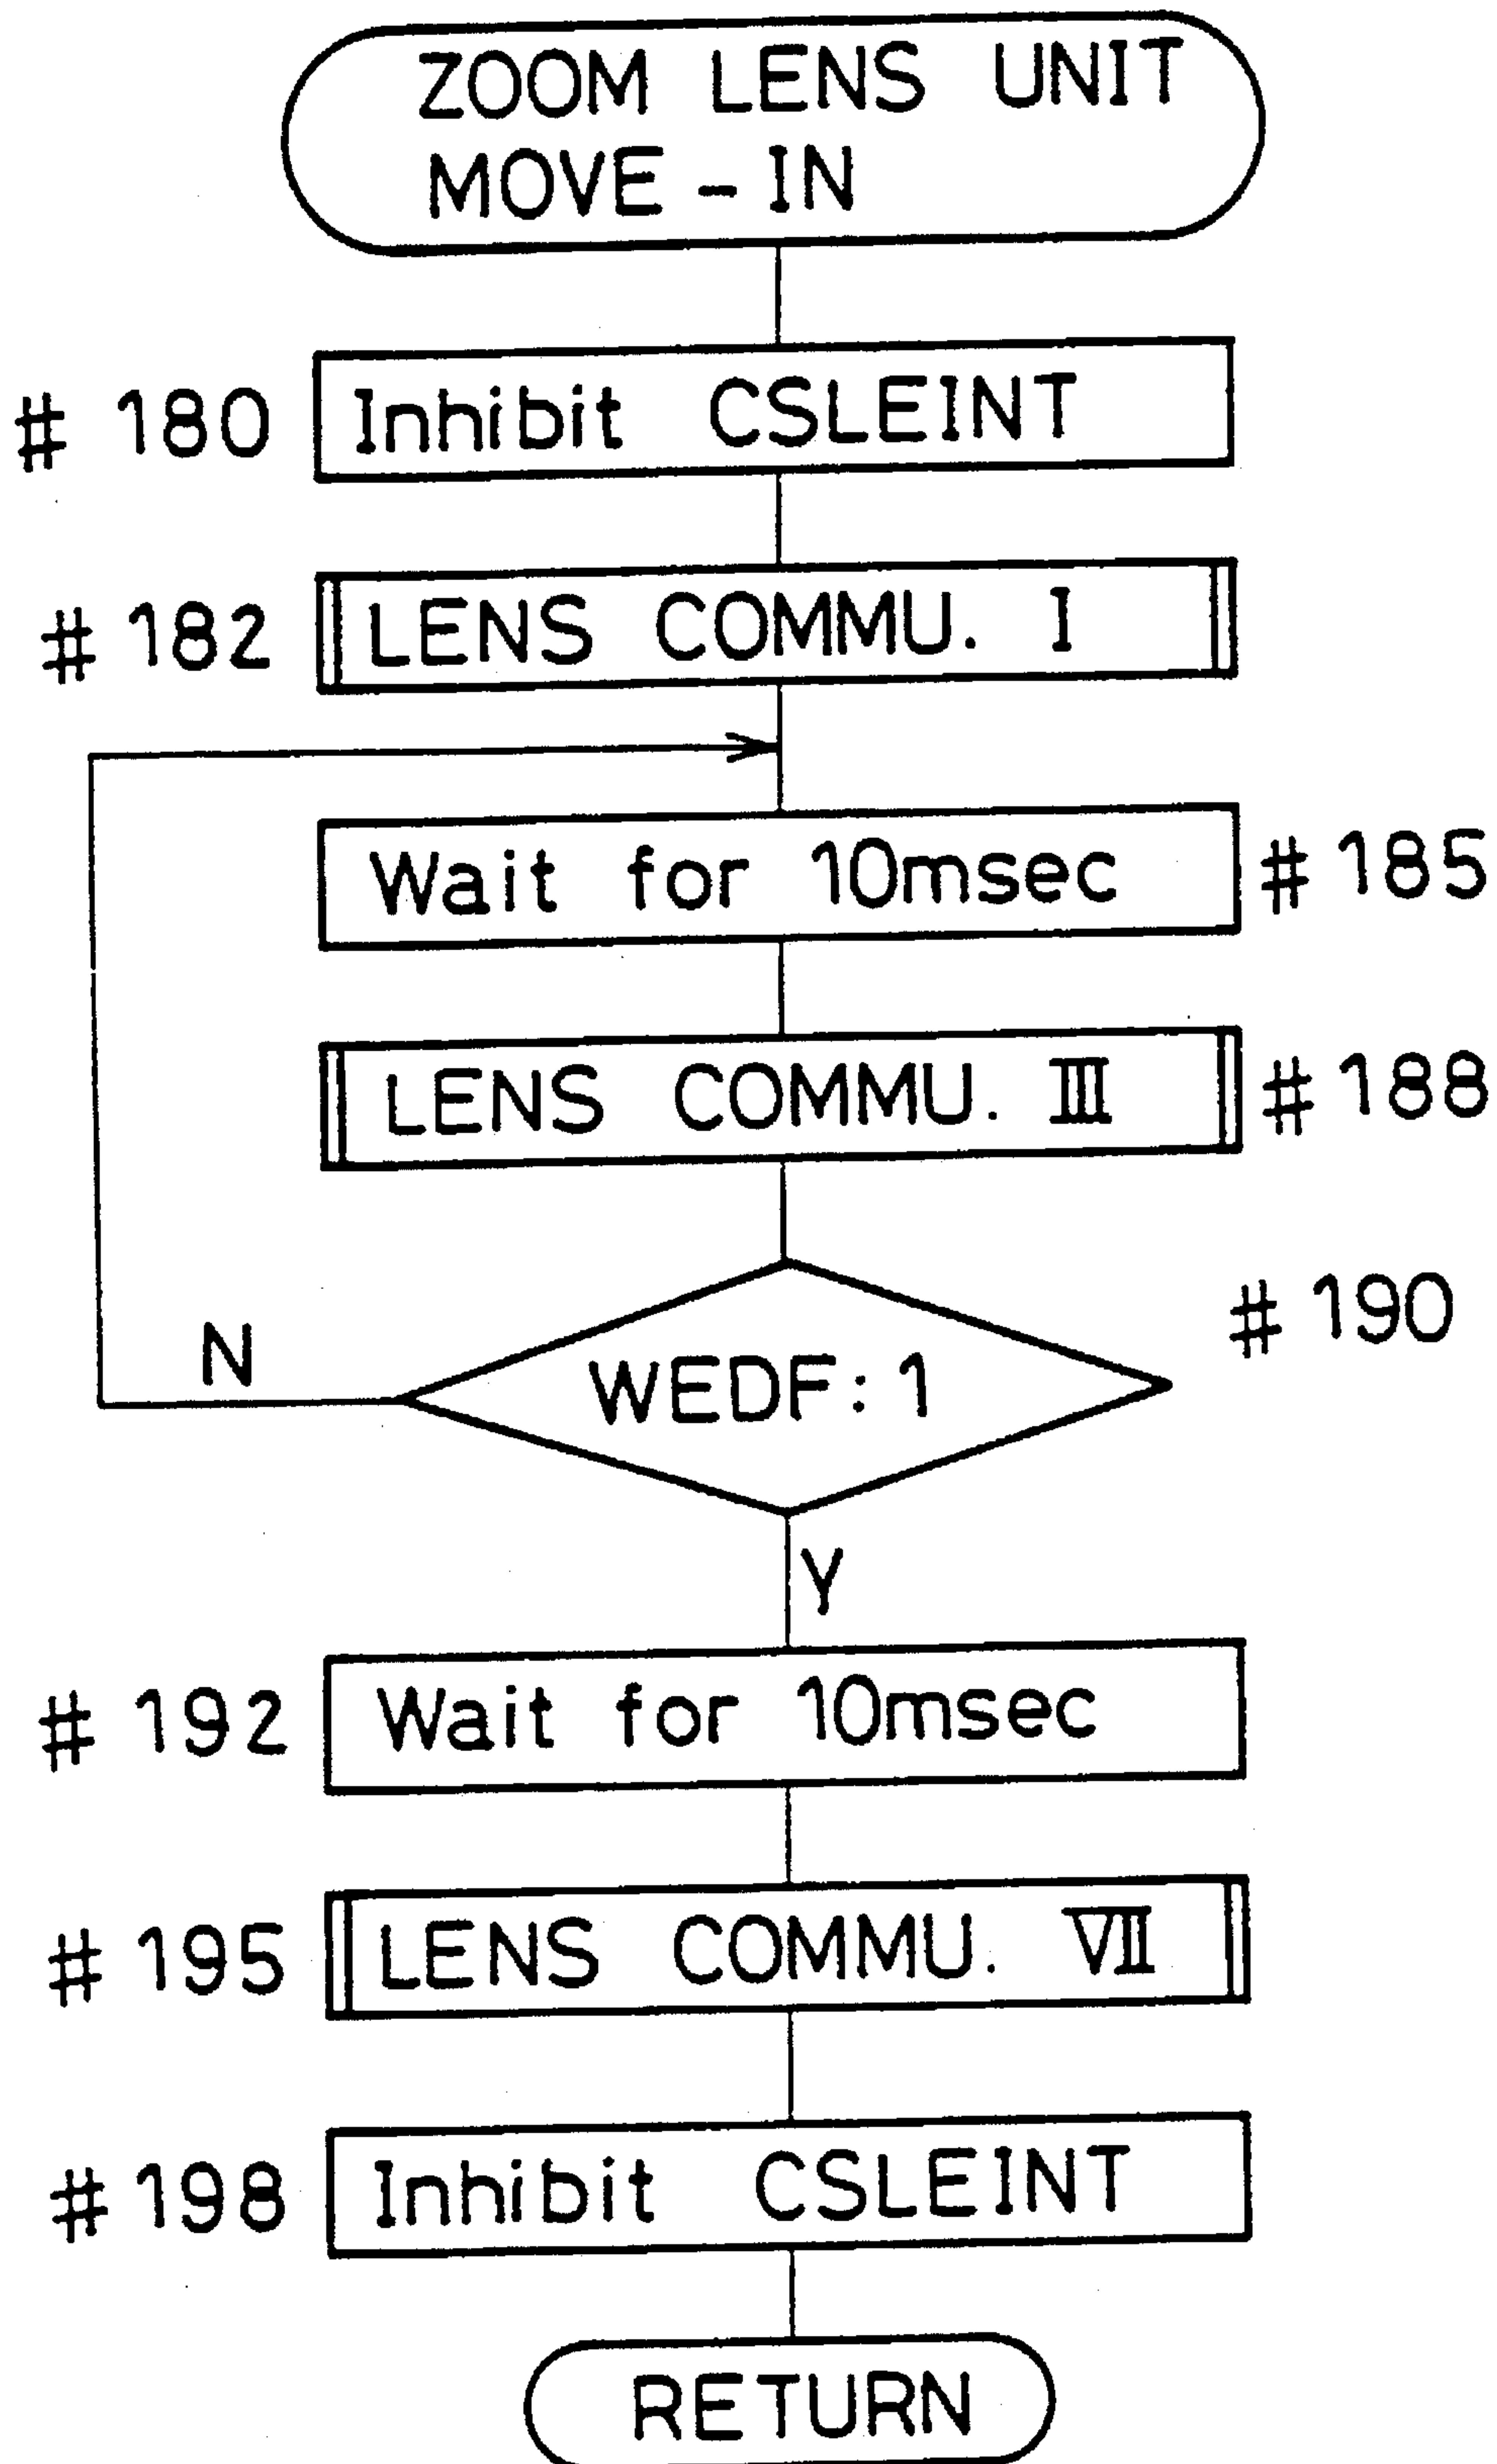 ZOOM LENS UNIT
MOVE - IN
# 180 Inhibit CSLEINT
# 182 LENS COMMU. I
Wait for 10msec # 185
LENS COMMU. III # 188
# 190
N WEDF : 1
Y
# 192 Wait for 10msec
# 195 LENS COMMU. VII
# 198 Inhibit CSLEINT
RETURN